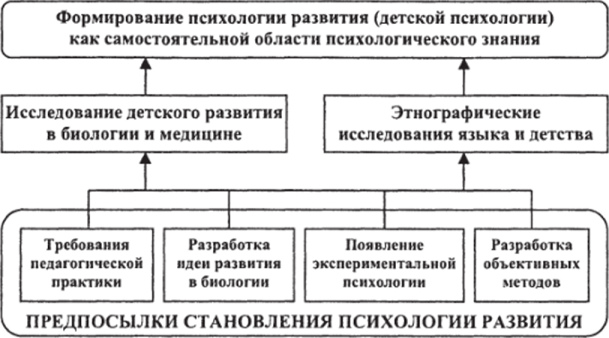 Формирование психологии развития (детской психологии)
как самостоятельной области психологического знания
Исследование детского развития
в биологии и медицине
Этнографические
исследования языка и детства
Требования
педагогической
практики
Разработка
идеи развития
в биологии
Появление
экспериментальной
психологии
Разработка
объективных
методов
ПРЕДПОСЫЛКИ СТАНОВЛЕНИЯ ПСИХОЛОГИИ РАЗВИТИЯ